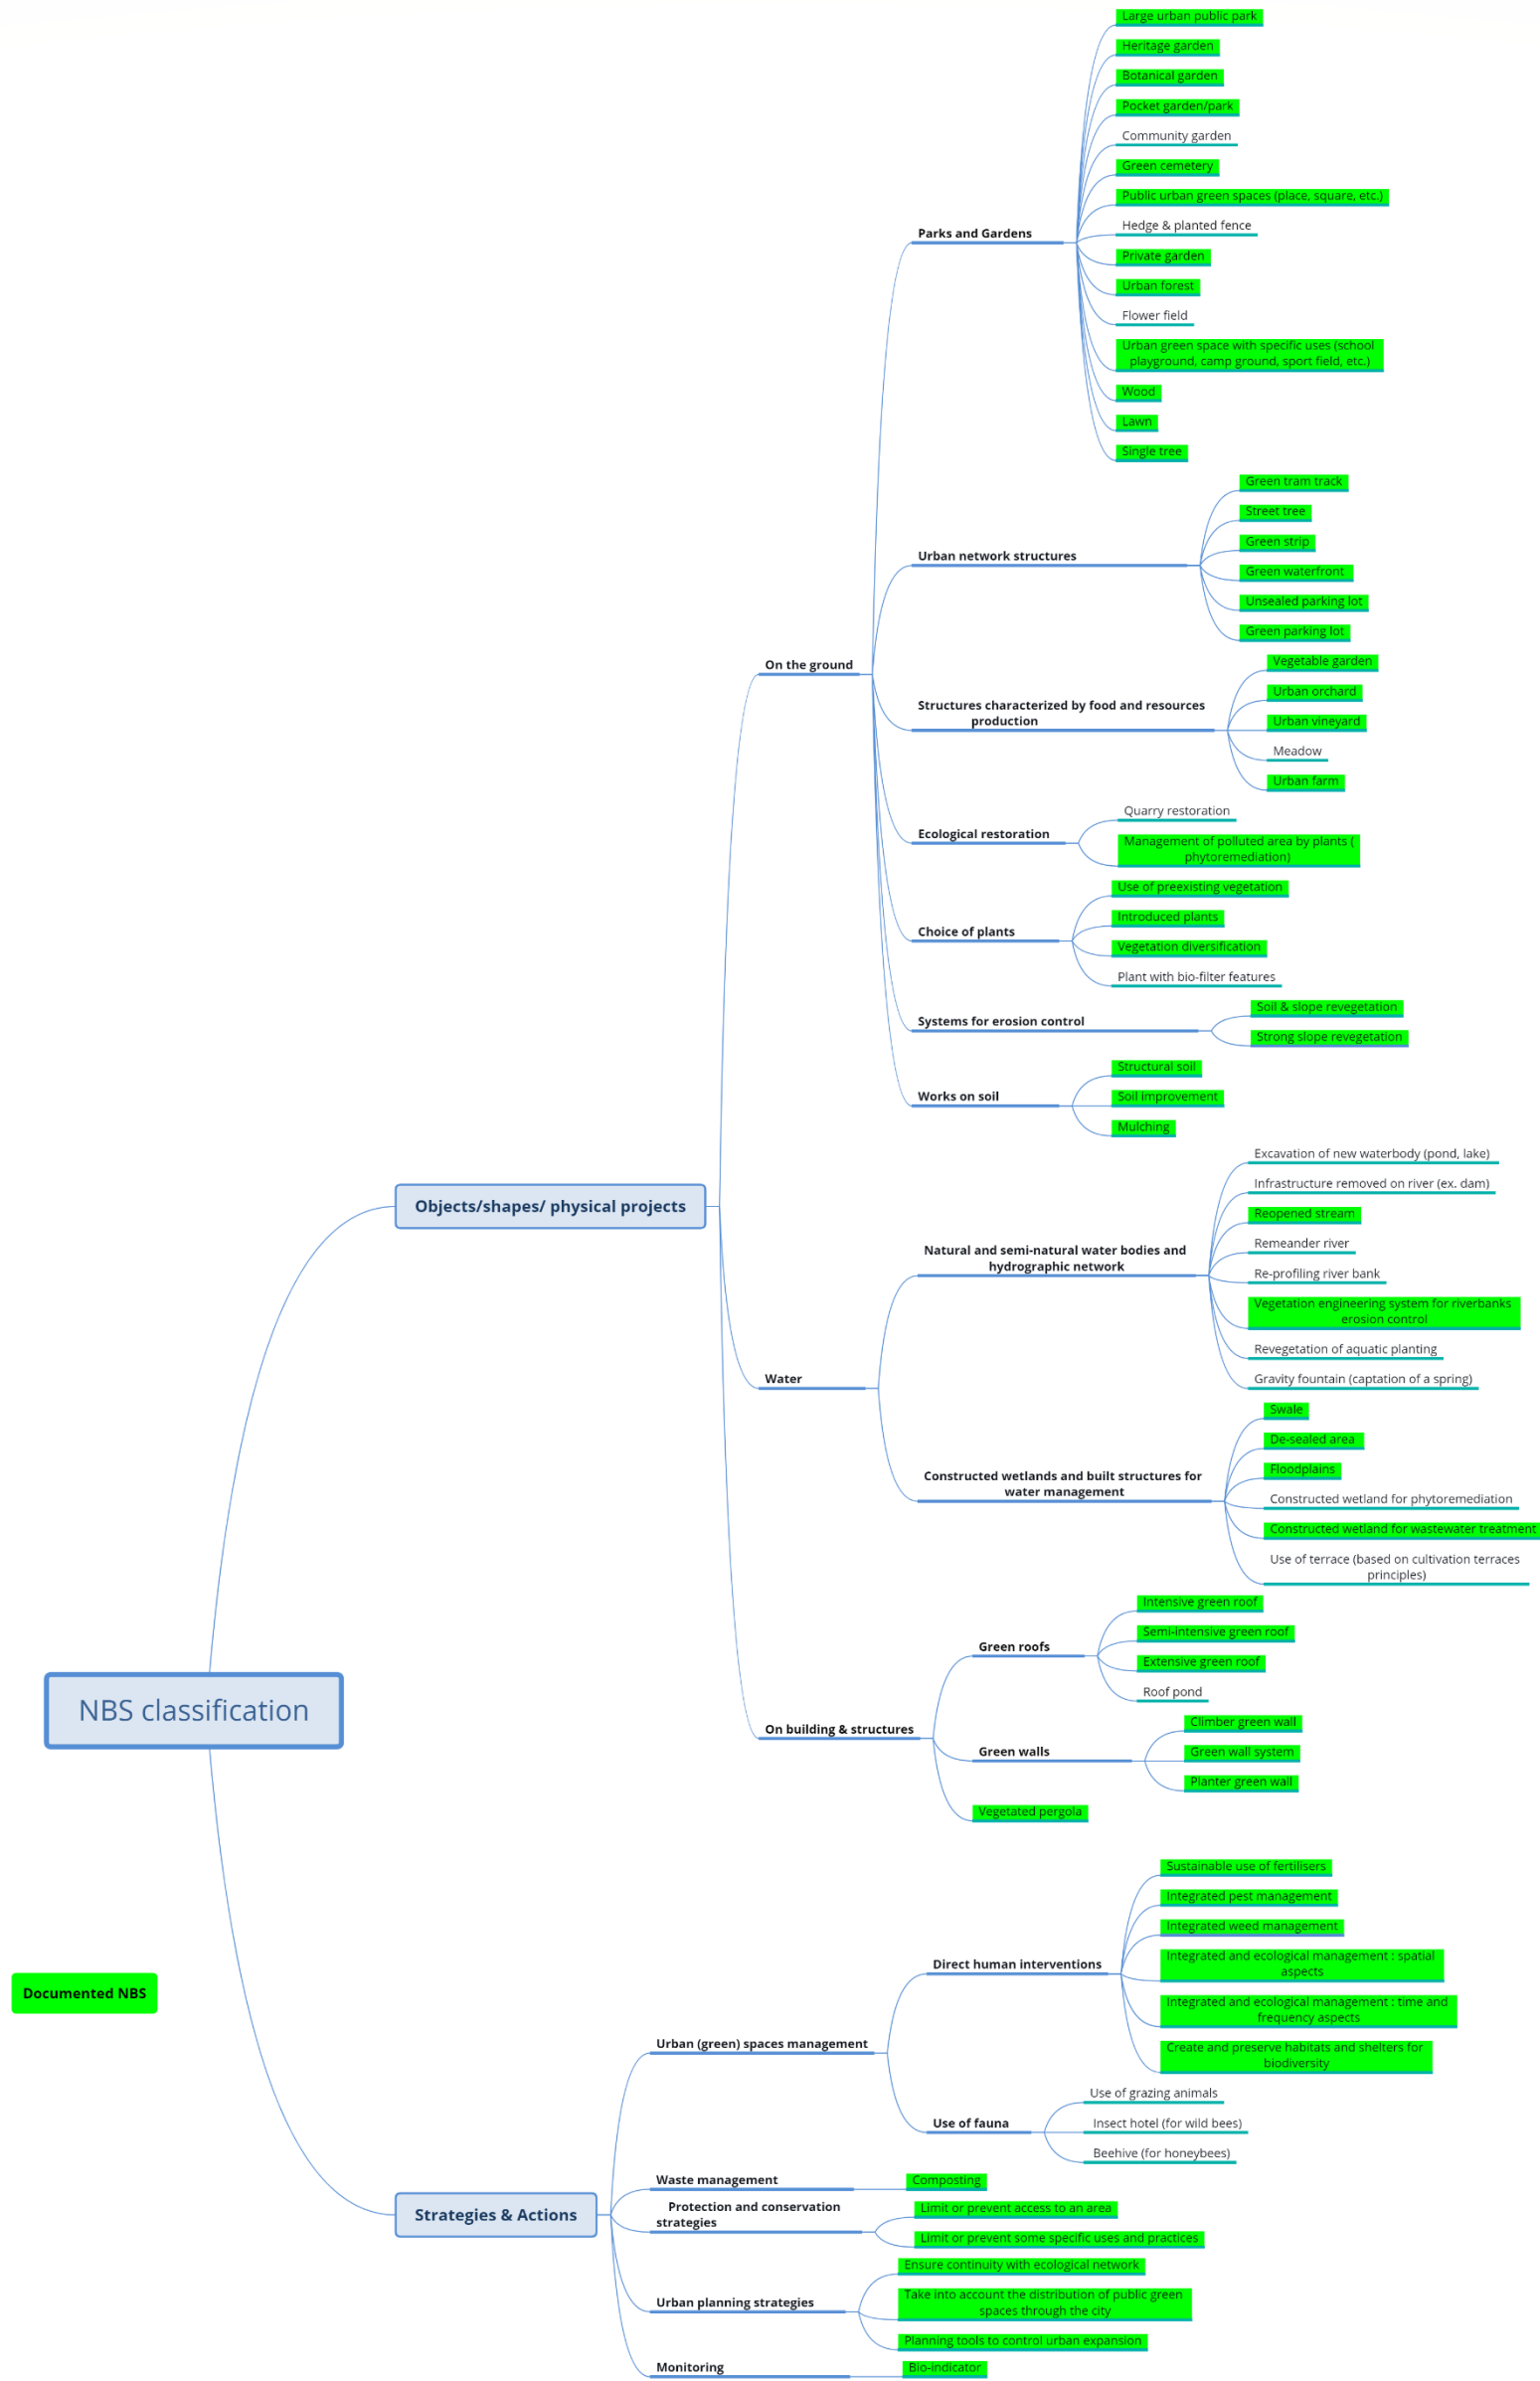 Large urban public park
Heritage garden
Botanical garden
Pocket garden/park
Community garden
Green cemetery
Public urban green spaces (place, square, etc.)
Parks and Gardens
Hedge & planted fence
Private garden
Urban forest
Flower field
Urban green space with specific uses (school
playground, camp ground, sport field, etc.)
Wood
Lawn
Single tree
Urban network structures
Green tram track
Street tree
Green strip
Green waterfront
Unsealed parking lot
Green parking lot
On the ground
Structures characterized by food and resources
production
Vegetable garden
Urban orchard
Urban vineyard
Meadow
Urban farm
Ecological restoration
Quarry restoration
Management of polluted area by plants (
phytoremediation)
Choice of plants
Use of preexisting vegetation
Introduced plants
Vegetation diversification
Plant with bio-filter features
Systems for erosion control
Soil & slope revegetation
Strong slope revegetation
Works on soil
Structural soil
Soil improvement
Mulching
Objects/shapes/ physical projects
Natural and semi-natural water bodies and
hydrographic network
Excavation of new waterbody (pond, lake)
Infrastructure removed on river (ex. dam)
Reopened stream
Remeander river
Re-profiling river bank
Vegetation engineering system for riverbanks
erosion control
Revegetation of aquatic planting
Gravity fountain (captation of a spring)
Water
Constructed wetlands and built structures for
water management
Swale
De-sealed area
Floodplains
Constructed wetland for phytoremediation
Constructed wetland for wastewater treatment
Use of terrace (based on cultivation terraces
principles)
Green roofs
Intensive green roof
Semi-intensive green roof
Extensive green roof
Roof pond
NBS classification
On building & structures
Green walls
Climber green wall
Green wall system
Planter green wall
Vegetated pergola
Direct human interventions
Sustainable use of fertilisers
Integrated pest management
Integrated weed management
Integrated and ecological management : spatial
aspects
Integrated and ecological management : time and
frequency aspects
Create and preserve habitats and shelters for
biodiversity
Documented NBS
Urban (green) spaces management
Use of fauna
Use of grazing animals
Insect hotel (for wild bees)
Beehive (for honeybees)
Waste management
Composting
Strategies & Actions
Protection and conservation
strategies
Limit or prevent access to an area
Limit or prevent some specific uses and practices
Urban planning strategies
Ensure continuity with ecological network
Take into account the distribution of public green
spaces through the city
Planning tools to control urban expansion
Monitoring
Bio-indicator